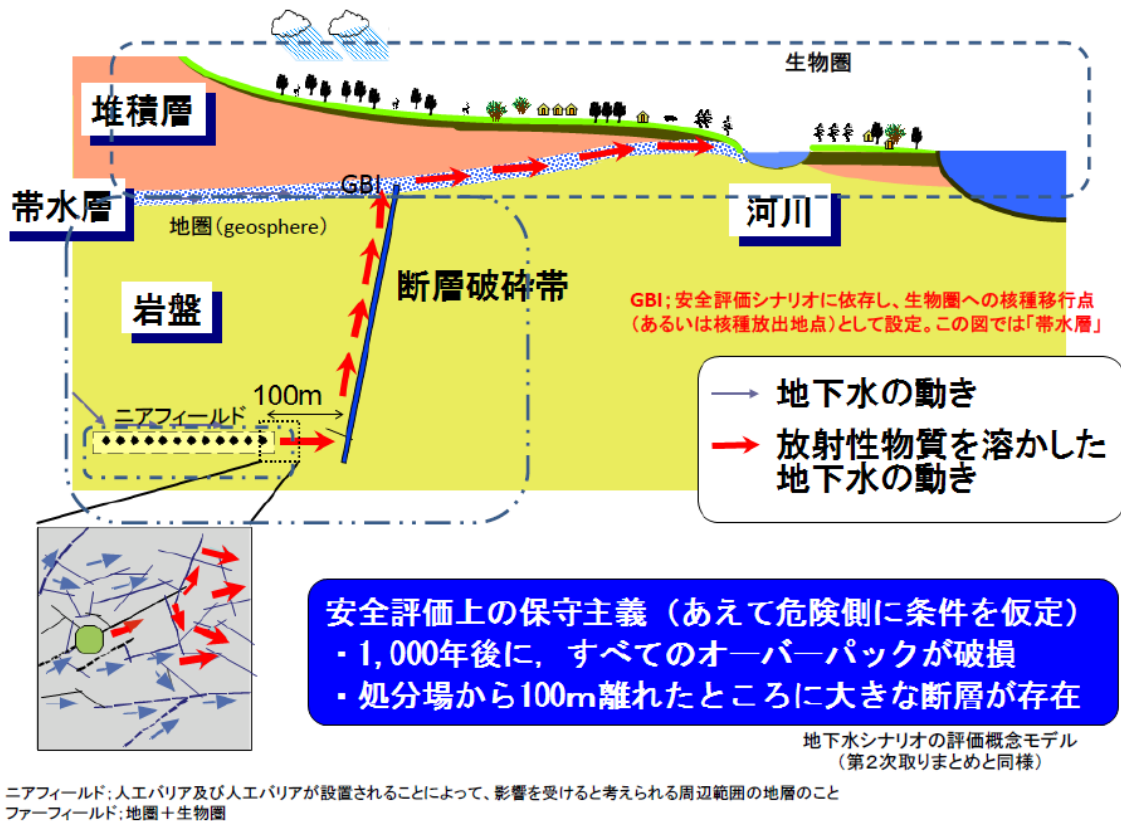 生物圏
堆積層
GBI
帯水層
地圏(geosphere)
河川
断層破砕帯
岩盤
GBI;安全評価シナリオに依存し、生物圏への核種移行点
(あるいは核種放出地点)として設定。この図では「帯水層」
100m
ニアフィールド
地下水の動き
放射性物質を溶かした
地下水の動き
安全評価上の保守主義(あえて危険側に条件を仮定)
・1,000年後に，すべてのオーバーパックが破損
・処分場から100m離れたところに大きな断層が存在
地下水シナリオの評価概念モデル
(第2次取りまとめと同様)
ニアフィールド;人工バリア及び人工バリアが設置されることによって、影響を受けると考えられる周辺範囲の地層のこと
ファーフィールド;地圏＋生物圏